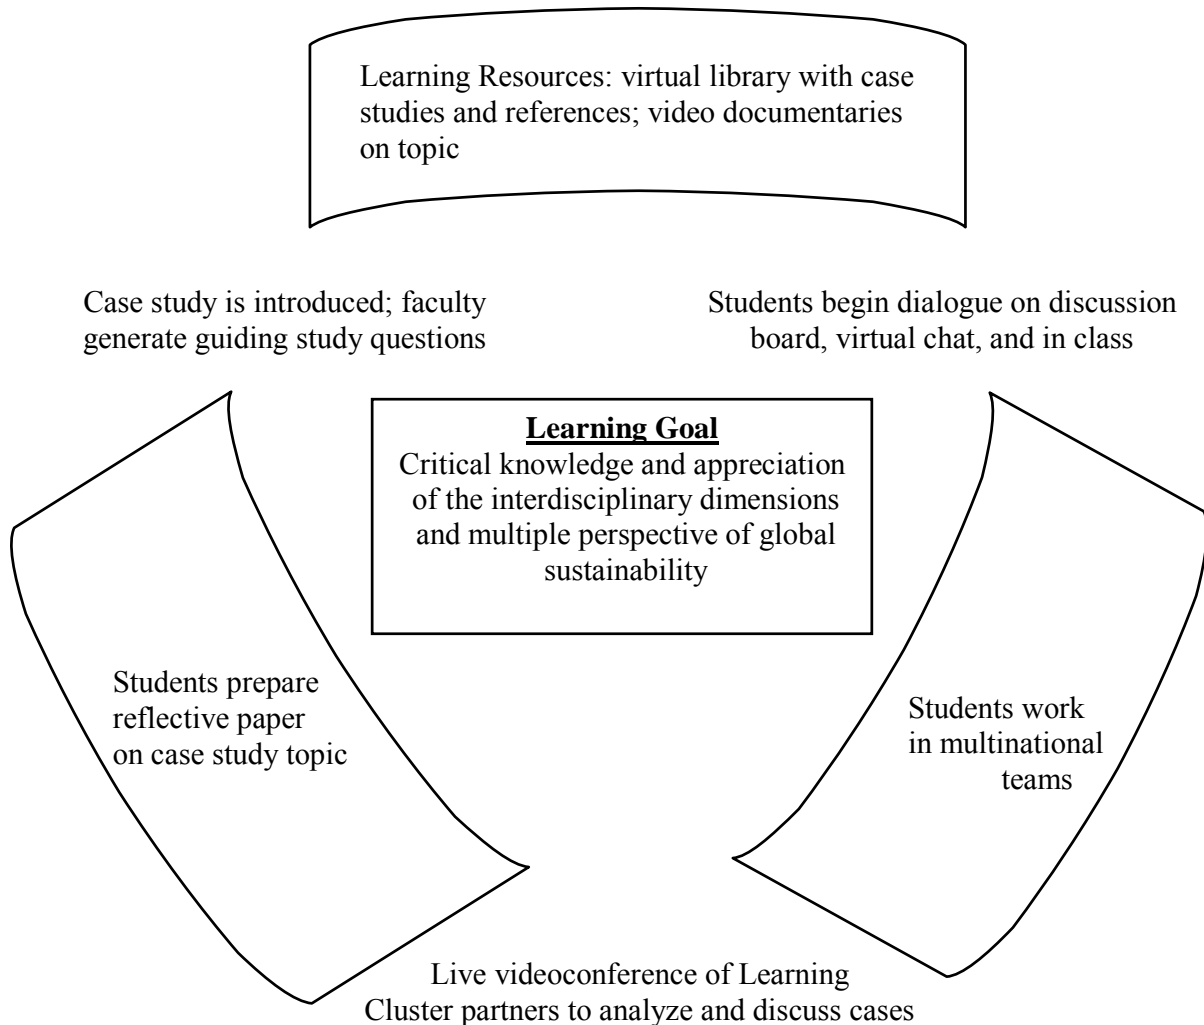 Learning Resources: virtual library with case
studies and references; video documentaries
on topic
Case study is introduced; faculty
generate guiding study questions
Students begin dialogue on discussion
board, virtual chat, and in class
Learning Goal
Critical knowledge and appreciation
of the interdisciplinary dimensions
and multiple perspective of global
sustainability
Students prepare
reflective paper
on case study topic
Students work
in multinational
teams
Live videoconference of Learning
Cluster partners to analyze and discuss cases